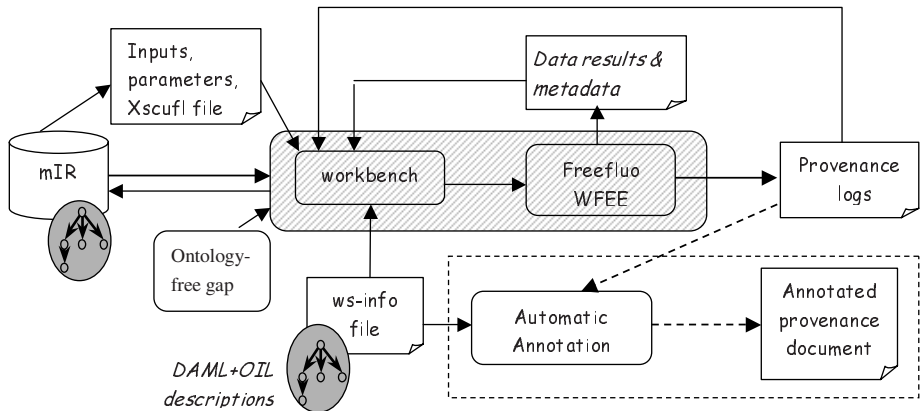 Inputs,
parameters,
Xscufl file
Data results &
metadata
mIR
workbench
Freefluo
WFEE
Provenance
logs
Ontology-
free gap
ws-info
file
Automatic
Annotation
Annotated
provenance
document
DAML+OIL
descriptions